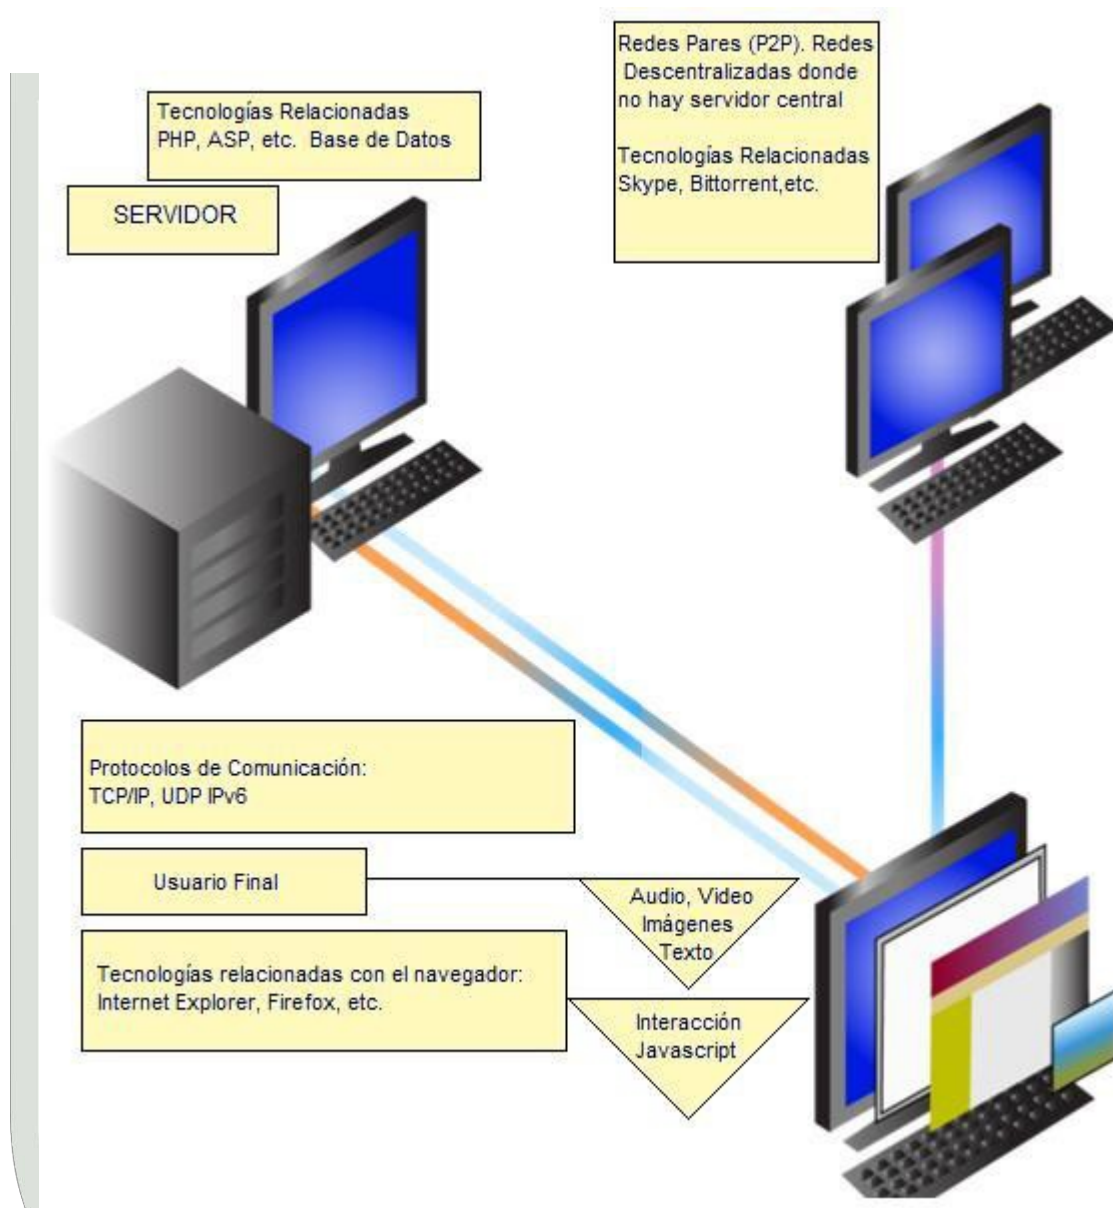 Redes Pares (P2P). Redes
Descentralizadas donde
no hay servidor central
Tecnologías Relacionadas
Skype, Bittorrent,etc.
Tecnologías Relacionadas
PHP, ASP, etc. Base de Datos
SERVIDOR
Protocolos de Comunicación:
TCP/IP, UDP IPv6
Usuario Final
Audio, Video
Imágenes
Texto
Tecnologías relacionadas con el navegador:
Internet Explorer, Firefox, etc.
Interacción
Javascript